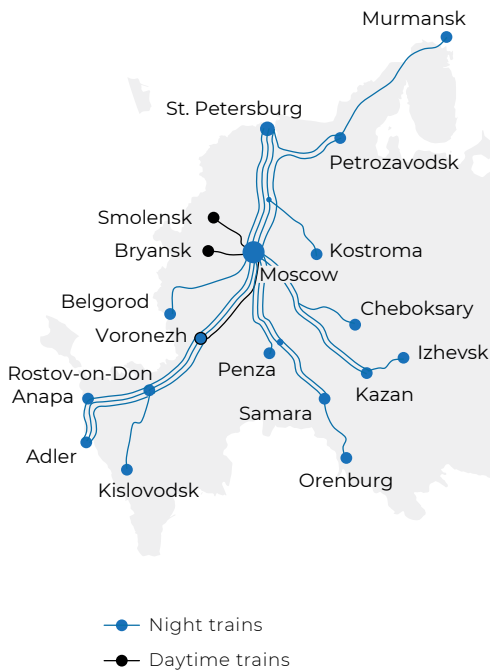 Murmansk
St. Petersburg
Petrozavodsk
Smolensk
Bryansk
Kostroma
Moscow
Belgorod
Cheboksary
Voronezh
Izhevsk
Penza
Rostov-on-Don
Kazan
Anapa
Samara
Adler
Orenburg
Kislovodsk
Night trains
Daytime trains